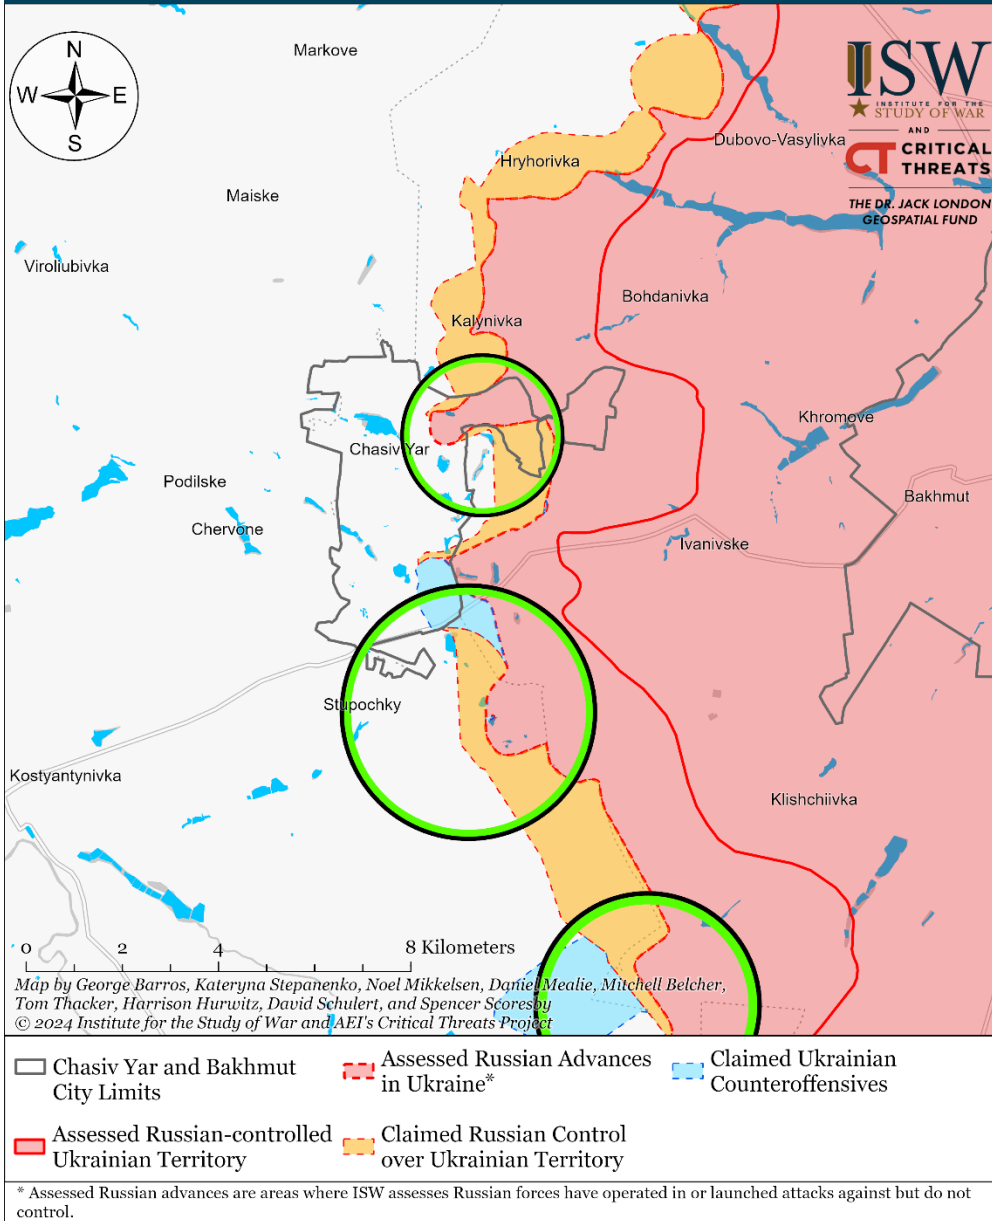 N
W
E
S
Markove
ISW
INSTITUTE FOR THE
STUDY OF WAR
AND
CT CRITICAL
THREATS
THE DR. JACK LONDON
GEOSPATIAL FUND
Dubovo-Vasylivka
Hryhorivka
Maiske
Viroliubivka
Bohdanivka
Kalynivka
Khromove
Chasiv Yar
Podilske
Bakhmut
Chervone
Ivanivske
Stupochky
Kostyantynivka
Klishchiivka
0 2 4 8 Kilometers
Map by George Barros, Kateryna Stepanenko, Noel Mikkelsen, Daniel Mealie, Mitchell Belcher,
Tom Thacker, Harrison Hurwitz, David Schulert, and Spencer Scoresby
© 2024 Institute for the Study of War and AEI's Critical Threats Project
Chasiv Yar and Bakhmut
City Limits
Assessed Russian Advances
in Ukraine*
Claimed Ukrainian
Counteroffensives
Assessed Russian-controlled
Ukrainian Territory
Claimed Russian Control
over Ukrainian Territory
* Assessed Russian advances are areas where ISW assesses Russian forces have operated in or launched attacks against but do not
control.